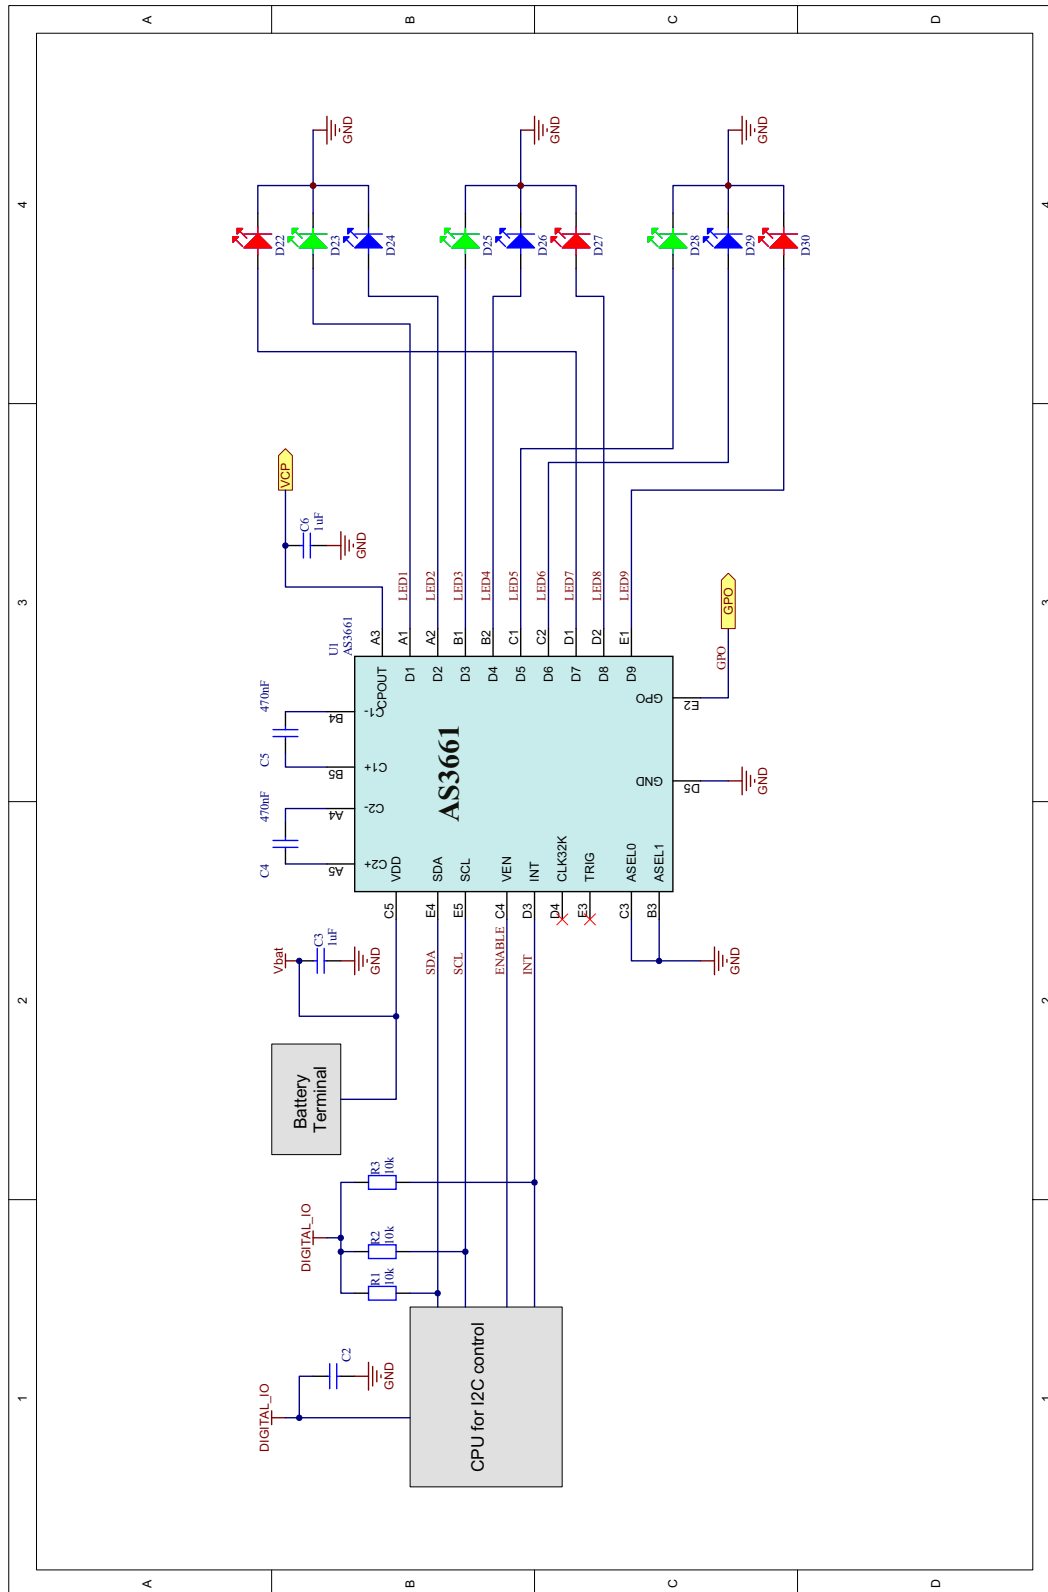 1
2
3
4
A
A
B
B
C
C
D
D
1
2
3
4
DIGITAL_IO
C2
GND
CPU for I2C control
DIGITAL_IO
R1
10k
R2
10k
R3
10k
Battery
Terminal
Vbat
C3
1uF
GND
SDA
SCL
ENABLE
INT
C5
E4
E5
C4
D3
D4
E3
C3
B3
GND
VDD
SDA
SCL
VEN
INT
CLK32K
TRIG
ASEL0
ASEL1
C4
470nF
C5
470nF
A5
A4
B5
B4
C2+
C2-
C1+
C1-
AS3661
U1
AS3661
CPOUT
D1
D2
D3
D4
D5
D6
D7
D8
D9
GND
GPO
D5
E2
GND
GPO
GPO
A3
A1
A2
B1
B2
C1
C2
D1
D2
E1
LED1
LED2
LED3
LED4
LED5
LED6
LED7
LED8
LED9
C6
1uF
GND
VCP
D22
D23
D24
GND
D25
D26
D27
GND
D28
D29
D30
GND